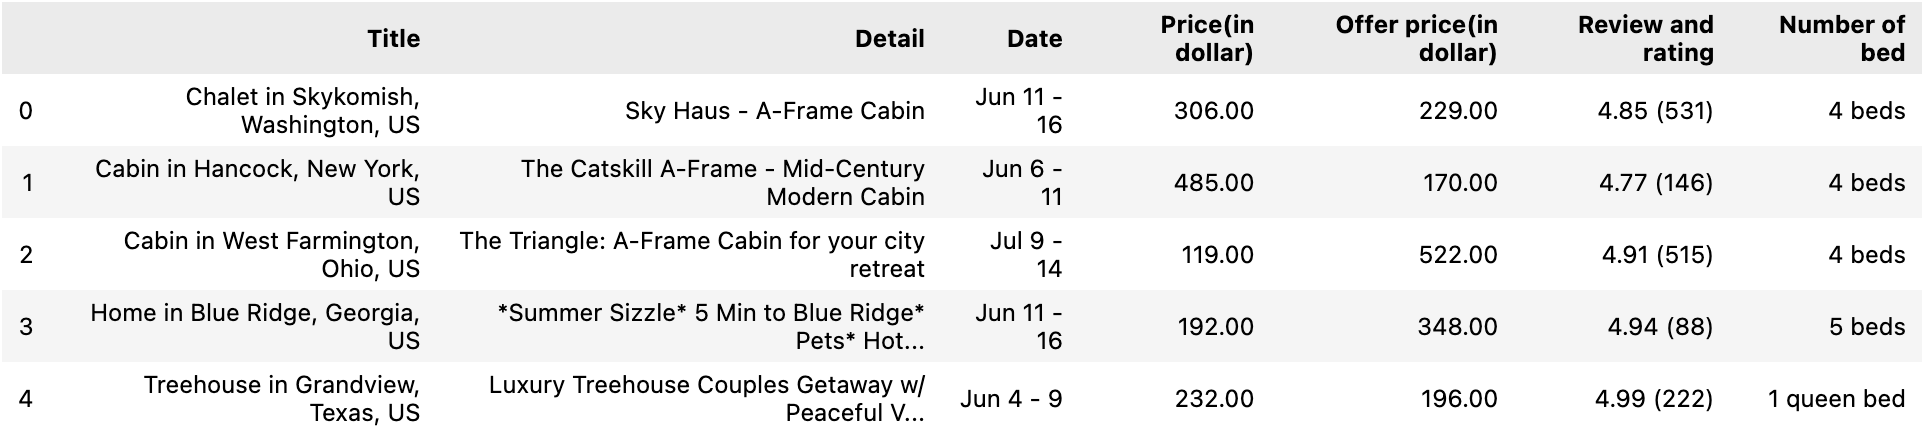 Title Detail Date Price(in dollar) Offer price(in dollar) Review and rating Number of bed
0 Chalet in Skykomish, Washington, US Sky Haus - A-Frame Cabin Jun 11 - 16 306.00 229.00 4.85 (531) 4 beds
1 Cabin in Hancock, New York, US The Catskill A-Frame - Mid-Century Modern Cabin Jun 6 - 11 485.00 170.00 4.77 (146) 4 beds
2 Cabin in West Farmington, Ohio, US The Triangle: A-Frame Cabin for your city retreat Jul 9 - 14 119.00 522.00 4.91 (515) 4 beds
3 Home in Blue Ridge, Georgia, US *Summer Sizzle* 5 Min to Blue Ridge* Pets* Hot... Jun 11 - 16 192.00 348.00 4.94 (88) 5 beds
4 Treehouse in Grandview, Texas, US Luxury Treehouse Couples Getaway w/ Peaceful V... Jun 4 - 9 232.00 196.00 4.99 (222) 1 queen bed